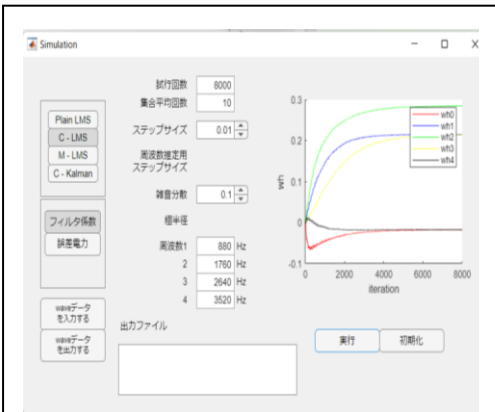 Simulation
試行回数 8000
集合平均回数 10
ステップサイズ 0.01
周波数推定用
ステップサイズ
雑音分散 0.1
極半径
周波数1 880 Hz
2 1760 Hz
3 2640 Hz
4 3520 Hz
Plain LMS
C - LMS
M - LMS
C - Kalman
フィルタ係数
誤差電力
waveデータ
を入力する
waveデータ
を出力する
出力ファイル
0.3
0.2
0.1
0
-0.1
wh
0 2000 4000 6000 8000
iteration
wh0
wh1
wh2
wh3
wh4
実行
初期化